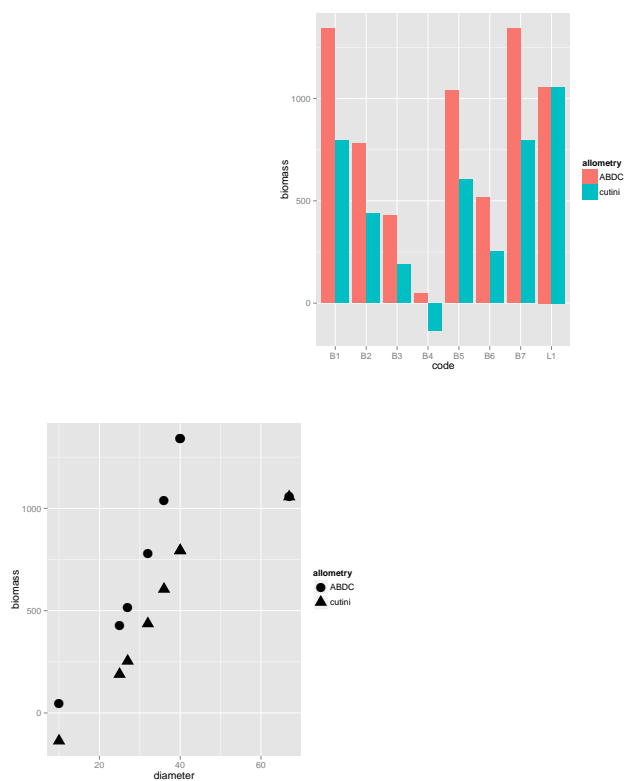 biomass
1000
500
0
B1 B2 B3 B4 B5 B6 B7 L1
code
allometry
ABDC
cutini
biomass
1000
500
0
20 40 60
diameter
allometry
ABDC
cutini